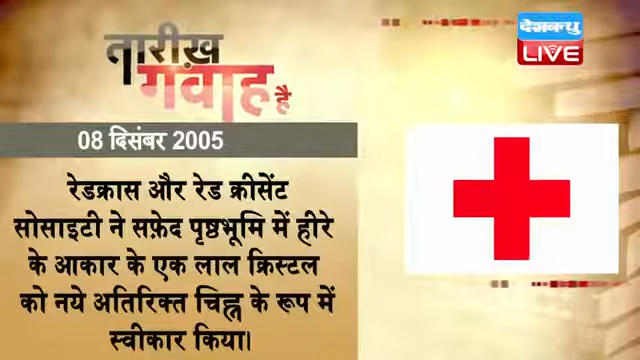 देशबन्धु
LIVE
तारीख़
गवाह है
08 दिसंबर 2005
रेडक्रास और रेड क्रीसेंट
सोसाइटी ने सफ़ेद पृष्ठभूमि में हीरे
के आकार के एक लाल क्रिस्टल
को नये अतिरिक्त चिह्न के रूप में
स्वीकार किया।